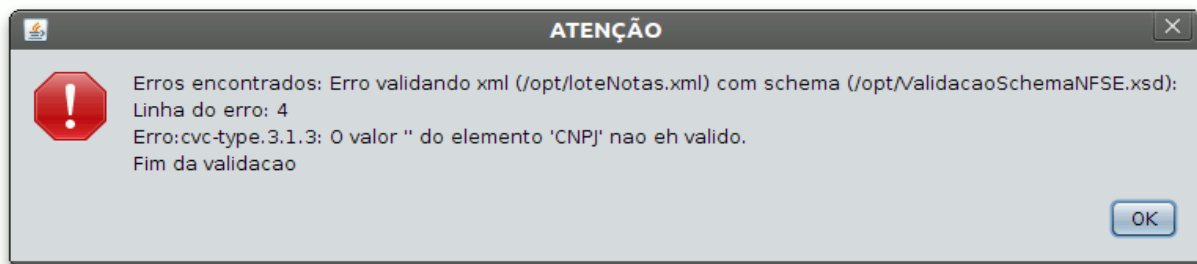 ATENÇÃO
Erros encontrados: Erro validando xml (/opt/loteNotas.xml) com schema (/opt/ValidacaoSchemaNFSE.xsd):
Linha do erro: 4
Erro:cvc-type.3.1.3: O valor '' do elemento 'CNPJ' nao eh valido.
Fim da validacao
OK